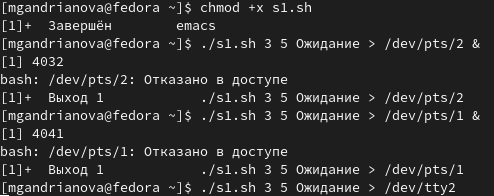 [mgandrianova@fedora ~]$ chmod +x s1.sh
[1]+  Завершён        emacs
[mgandrianova@fedora ~]$ ./s1.sh 3 5 Ожидание > /dev/pts/2 &
[1] 4032
bash: /dev/pts/2: Отказано в доступе
[1]+  Выход 1            ./s1.sh 3 5 Ожидание > /dev/pts/2
[mgandrianova@fedora ~]$ ./s1.sh 3 5 Ожидание > /dev/pts/1 &
[1] 4041
bash: /dev/pts/1: Отказано в доступе
[1]+  Выход 1            ./s1.sh 3 5 Ожидание > /dev/pts/1
[mgandrianova@fedora ~]$ ./s1.sh 3 5 Ожидание > /dev/tty2